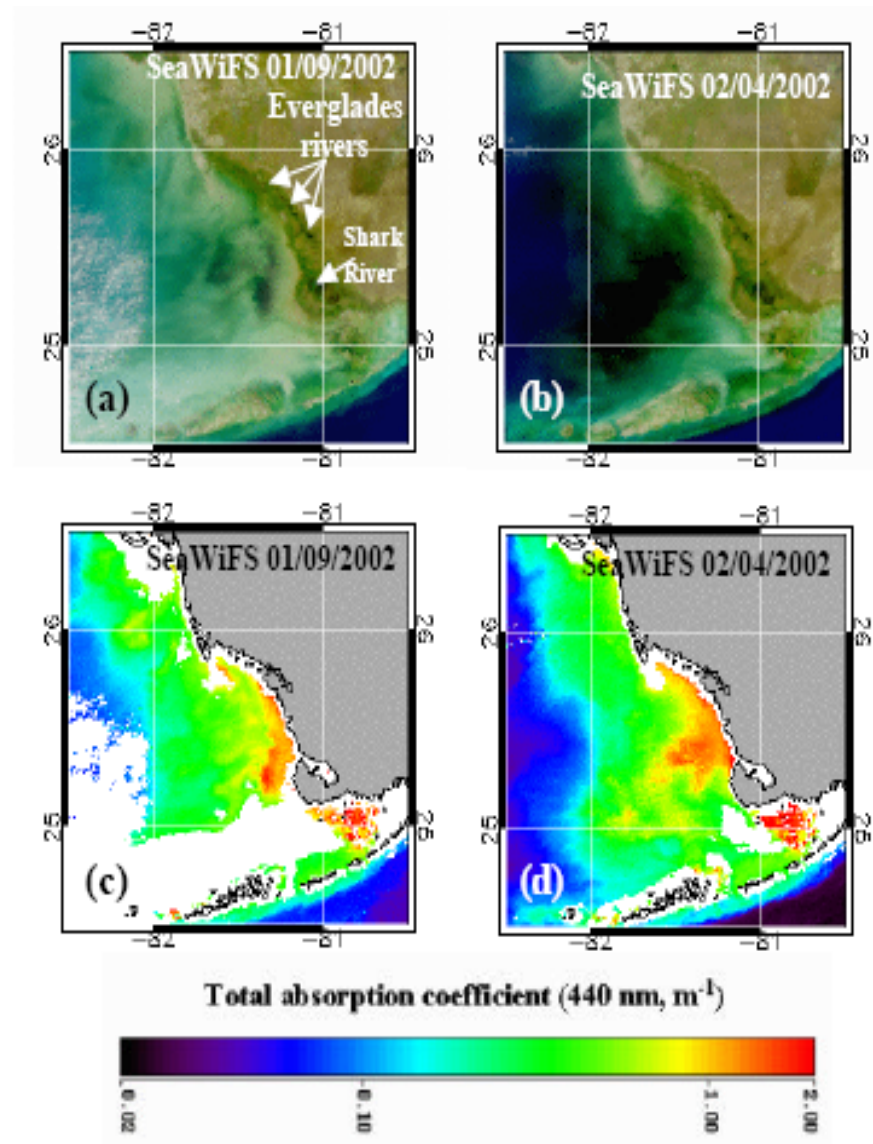 -82 -81
SeaWiFS 01/09/2002
Everglades
rivers
26 26
Shark
River
25 25
(a)
-82 -81
-82 -81
SeaWiFS 02/04/2002
26 26
25 25
(b)
-82 -81
-82 -81
SeaWiFS 01/09/2002
26 26
25 25
(c)
-82 -81
-82 -81
SeaWiFS 02/04/2002
26 26
25 25
(d)
-82 -81
Total absorption coefficient (440 nm, m⁻¹)
0.02 0.10 1.00 2.00